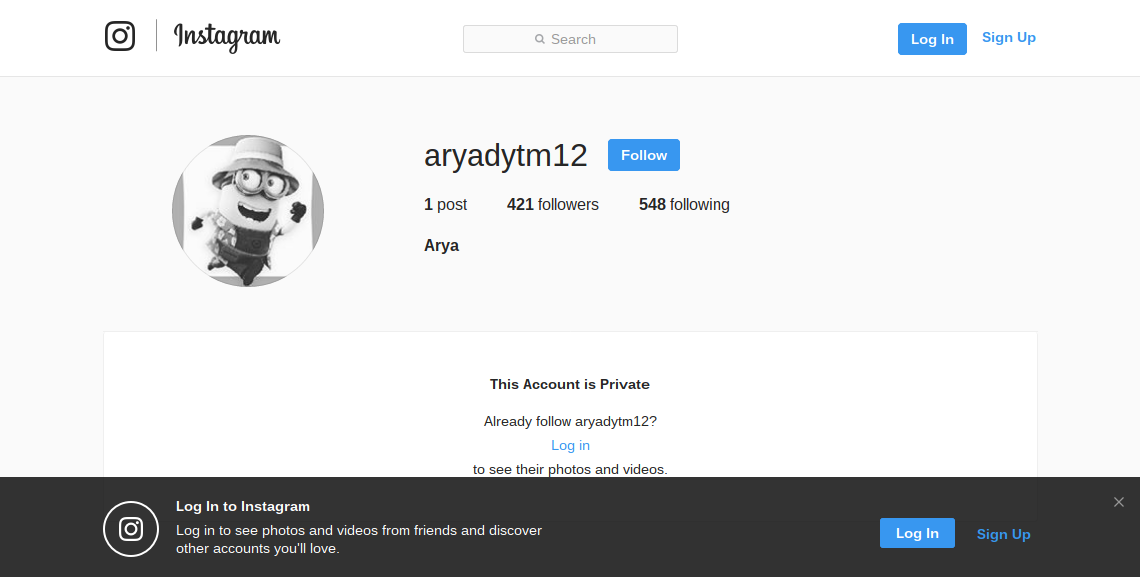 Instagram
Search
Log In
Sign Up
aryadytm12
Follow
1 post
421 followers
548 following
Arya
This Account is Private
Already follow aryadytm12?
Log in
to see their photos and videos.
Log In to Instagram
Log in to see photos and videos from friends and discover
other accounts you'll love.
Log In
Sign Up